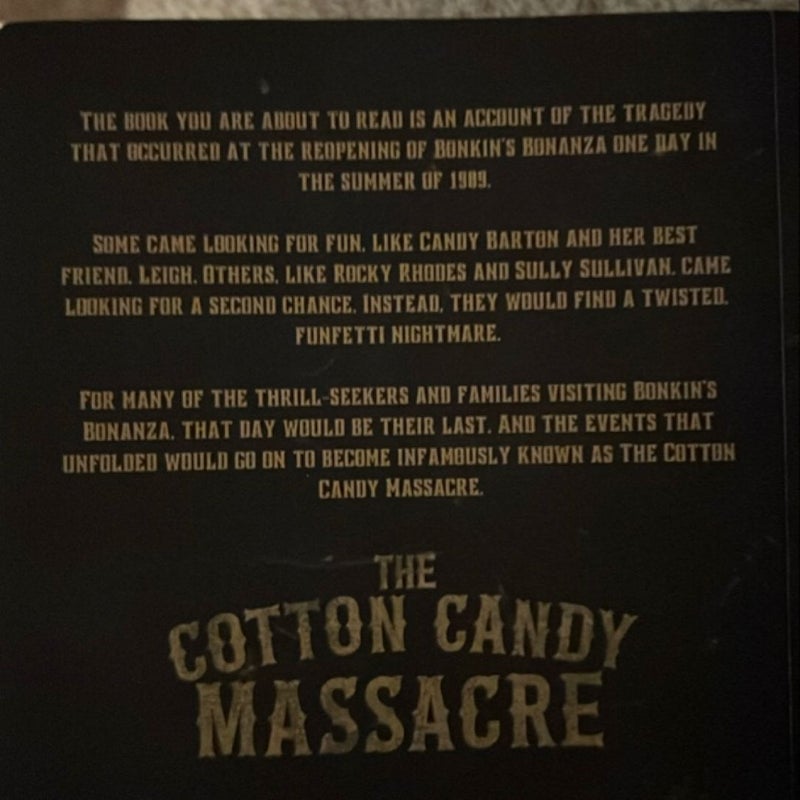 THE BOOK YOU ARE ABOUT TO READ IS AN ACCOUNT OF THE TRAGEDY
THAT OCCURRED AT THE REOPENING OF BONKIN'S BONANZA ONE DAY IN
THE SUMMER OF 1989.
SOME CAME LOOKING FOR FUN, LIKE CANDY BARTON AND HER BEST
FRIEND, LEIGH. OTHERS, LIKE ROCKY RHODES AND SULLY SULLIVAN, CAME
LOOKING FOR A SECOND CHANCE. INSTEAD, THEY WOULD FIND A TWISTED,
FUNFETTI NIGHTMARE.
FOR MANY OF THE THRILL-SEEKERS AND FAMILIES VISITING BONKIN'S
BONANZA, THAT DAY WOULD BE THEIR LAST. AND THE EVENTS THAT
UNFOLDED WOULD GO ON TO BECOME INFAMOUSLY KNOWN AS THE COTTON
CANDY MASSACRE.
THE
COTTON CANDY
MASSACRE